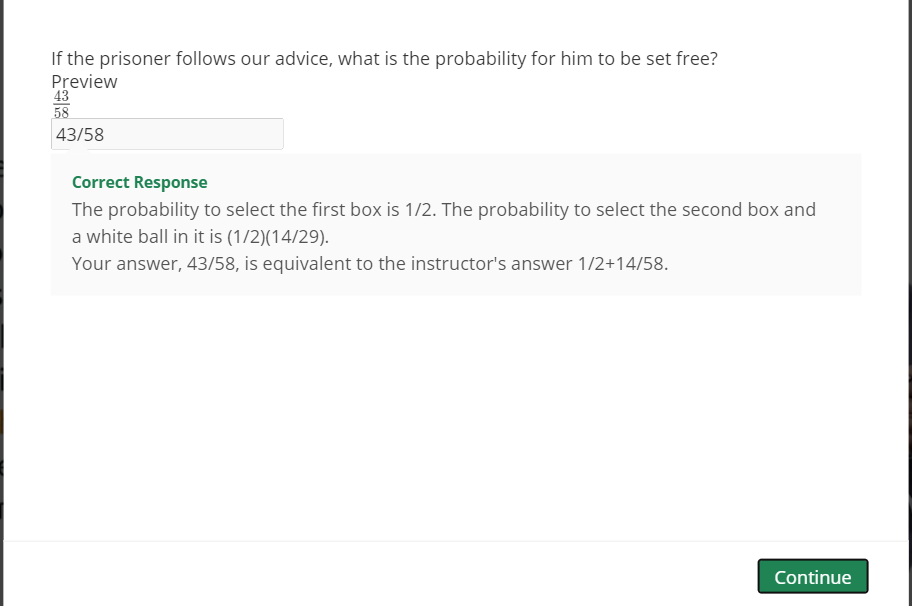 If the prisoner follows our advice, what is the probability for him to be set free?
Preview
43
58
43/58
Correct Response
The probability to select the first box is 1/2. The probability to select the second box and
a white ball in it is (1/2)(14/29).
Your answer, 43/58, is equivalent to the instructor's answer 1/2+14/58.
Continue